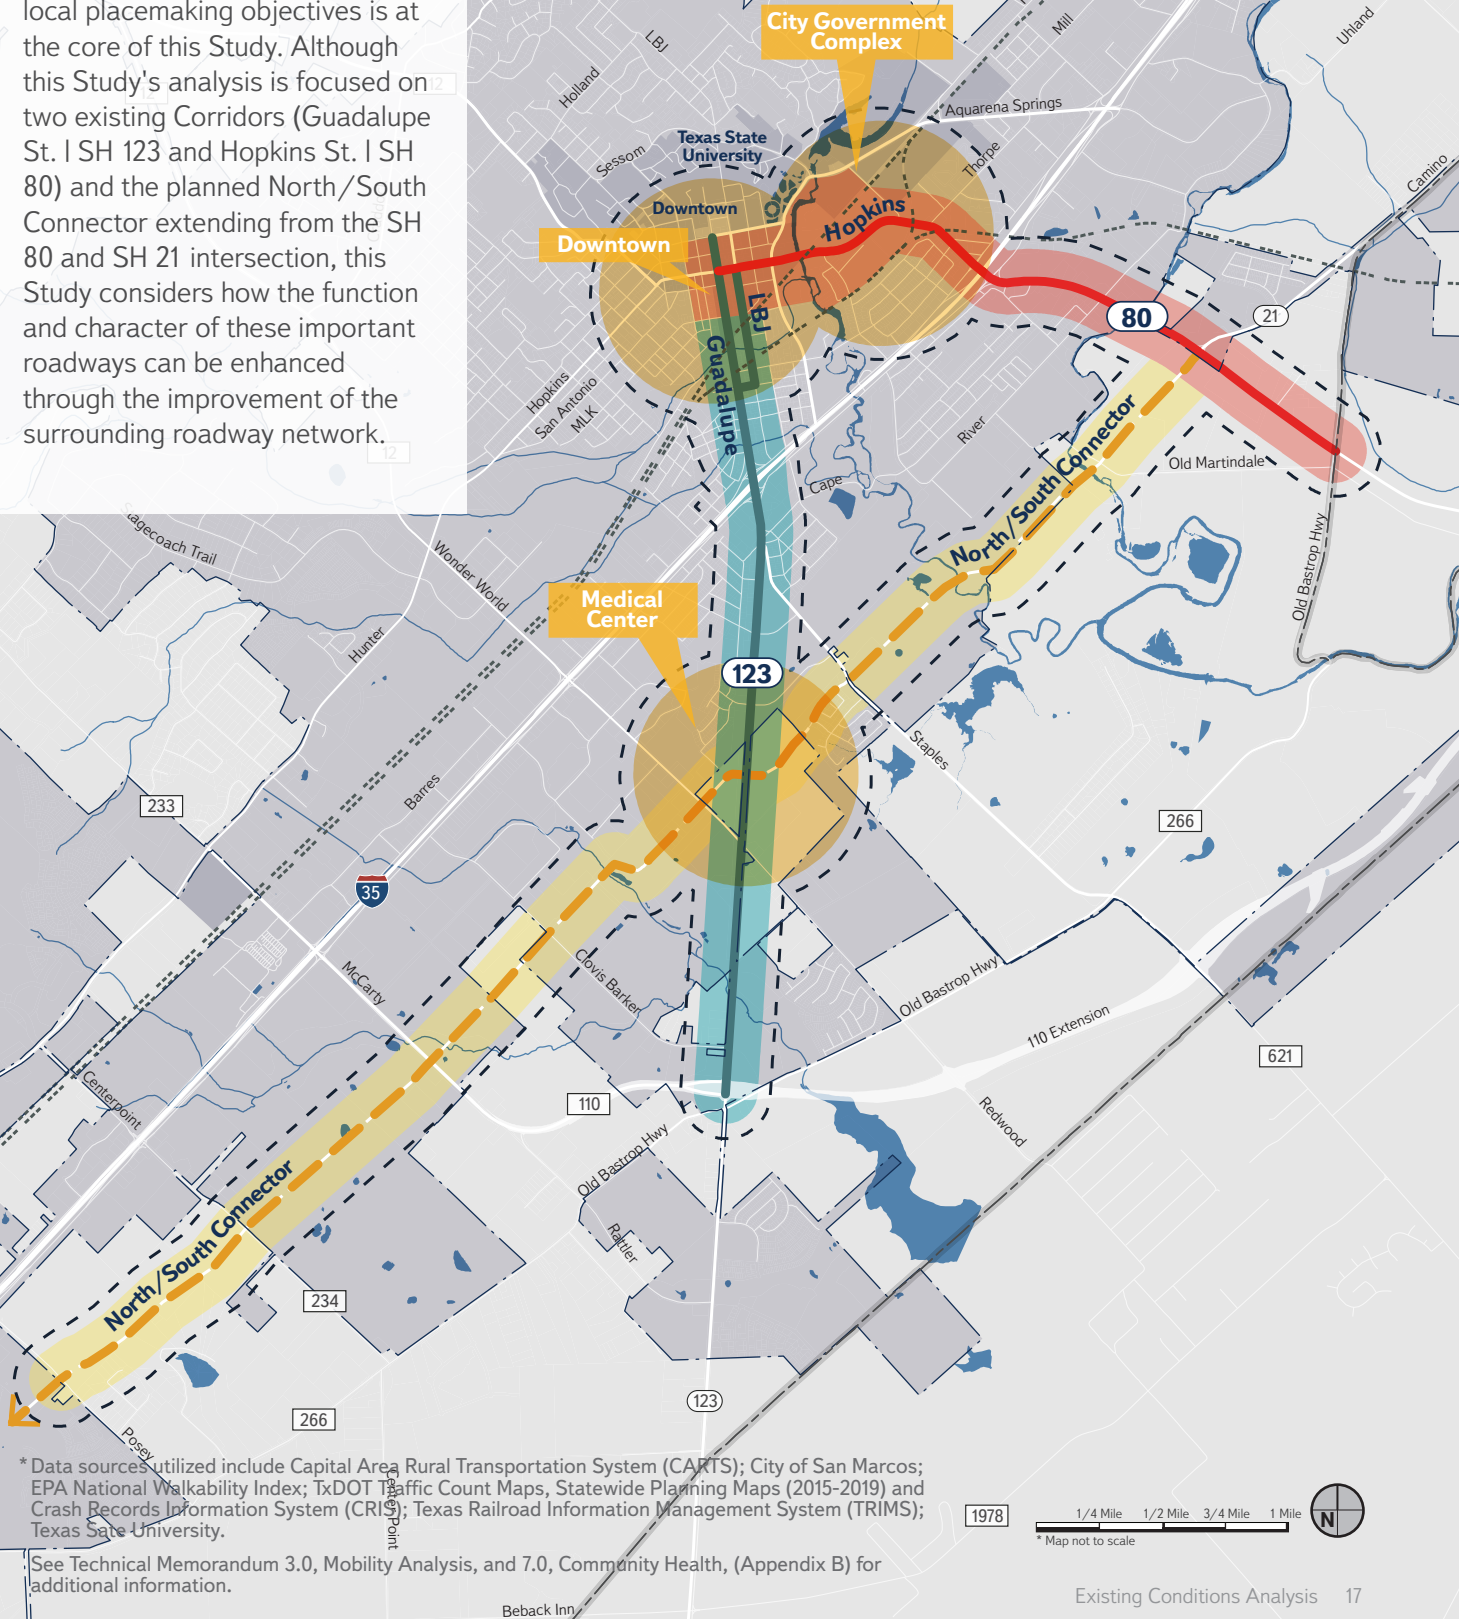 local placemaking objectives is at
the core of this Study. Although
this Study's analysis is focused on
two existing Corridors (Guadalupe
St. | SH 123 and Hopkins St. | SH
80) and the planned North/South
Connector extending from the SH
80 and SH 21 intersection, this
Study considers how the function
and character of these important
roadways can be enhanced
through the improvement of the
surrounding roadway network.
12
12
12
City Government
Complex
LBJ
Mill
Uhland
Holland
Aquarena Springs
Texas State
University
Sessom
Thorpe
Camino
Downtown
Hopkins
Downtown
LBJ
80
21
Guadalupe
Hopkins
San Antonio
MLK
River
North/South Connector
Old Martindale
Cape
Old Bastrop Hwy
Stagecoach Trail
Wonder World
Medical
Center
Hunter
123
Staples
Barres
233
266
35
McCarty
Clovis Barker
Old Bastrop Hwy
110 Extension
621
Centerpoint
110
Redwood
Old Bastrop Hwy
North/South Connector
Rattler
234
123
266
Posey
Center Point
* Data sources utilized include Capital Area Rural Transportation System (CARTS); City of San Marcos;
EPA National Walkability Index; TxDOT Traffic Count Maps, Statewide Planning Maps (2015-2019) and
Crash Records Information System (CRIS); Texas Railroad Information Management System (TRIMS);
Texas Sate University.
See Technical Memorandum 3.0, Mobility Analysis, and 7.0, Community Health, (Appendix B) for
additional information.
1978
1/4 Mile 1/2 Mile 3/4 Mile 1 Mile
* Map not to scale
N
Beback Inn
Existing Conditions Analysis 17